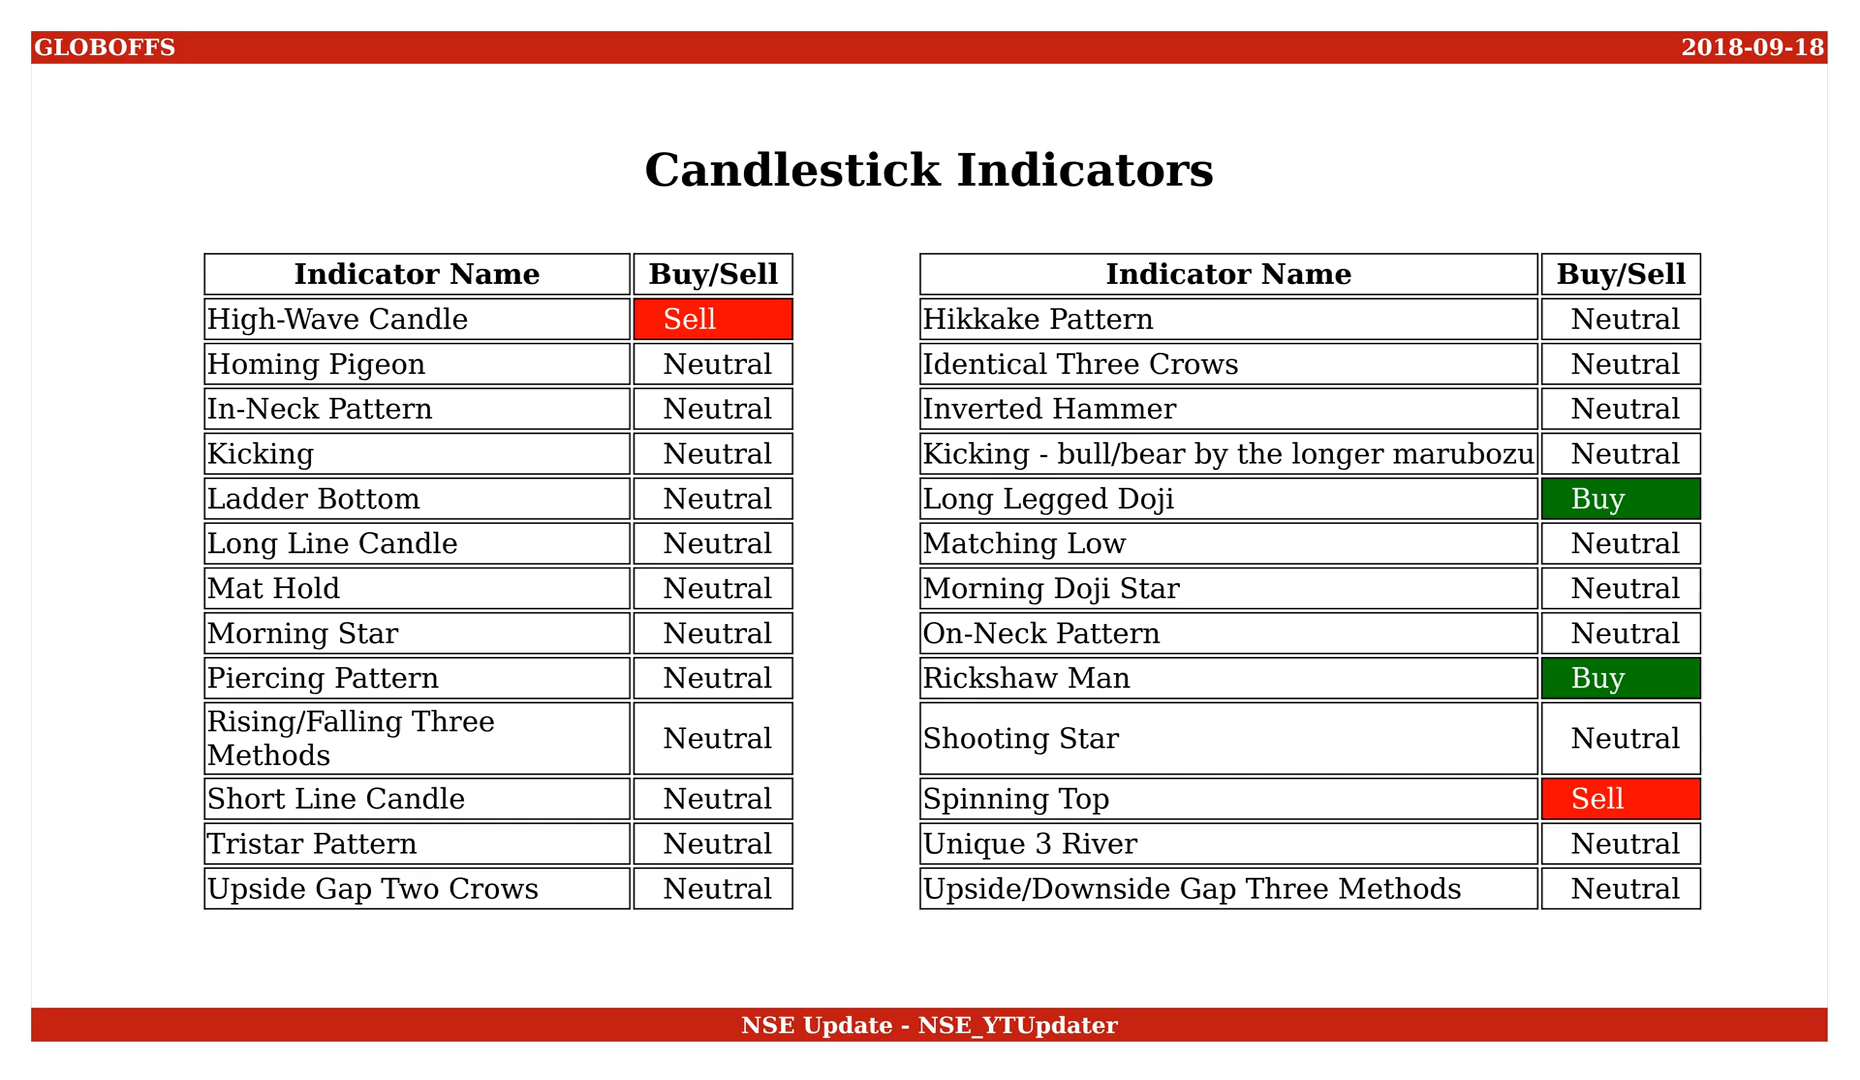 GLOBOFFS 2018-09-18
Candlestick Indicators
Indicator Name Buy/Sell
High-Wave Candle Sell
Homing Pigeon Neutral
In-Neck Pattern Neutral
Kicking Neutral
Ladder Bottom Neutral
Long Line Candle Neutral
Mat Hold Neutral
Morning Star Neutral
Piercing Pattern Neutral
Rising/Falling Three
Methods Neutral
Short Line Candle Neutral
Tristar Pattern Neutral
Upside Gap Two Crows Neutral
Indicator Name Buy/Sell
Hikkake Pattern Neutral
Identical Three Crows Neutral
Inverted Hammer Neutral
Kicking - bull/bear by the longer marubozu Neutral
Long Legged Doji Buy
Matching Low Neutral
Morning Doji Star Neutral
On-Neck Pattern Neutral
Rickshaw Man Buy
Shooting Star Neutral
Spinning Top Sell
Unique 3 River Neutral
Upside/Downside Gap Three Methods Neutral
NSE Update - NSE_YTUpdater